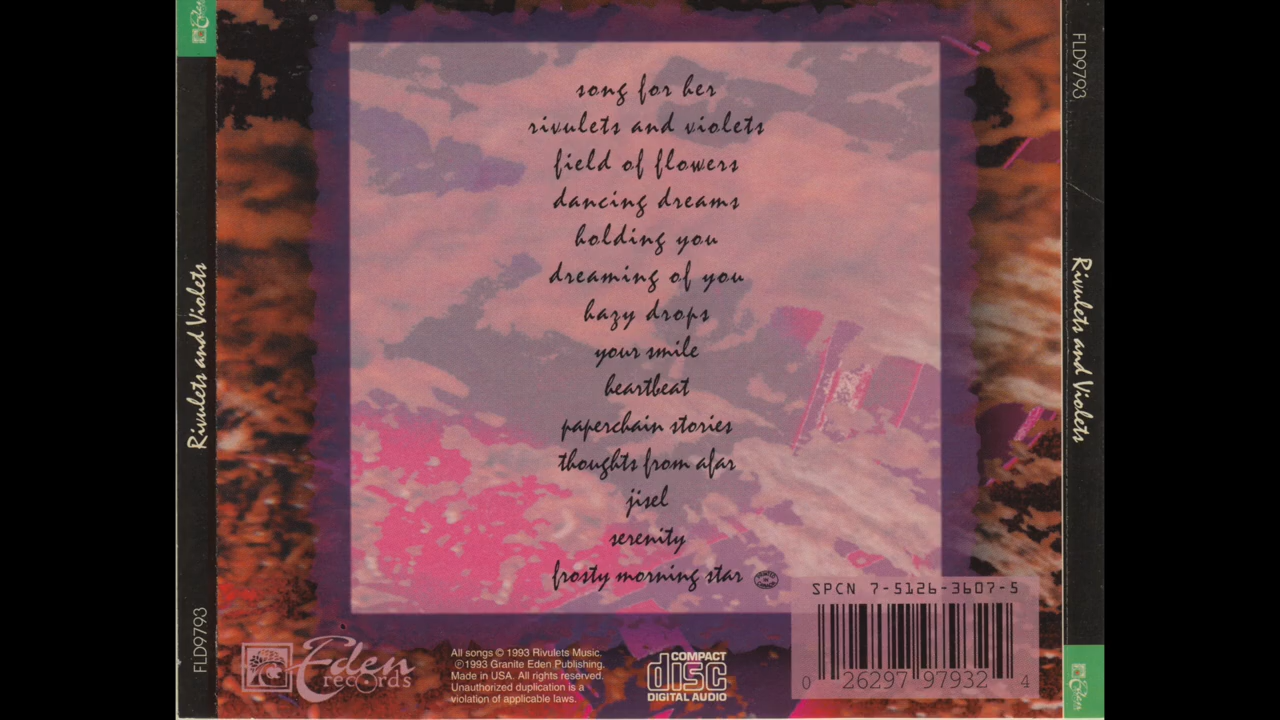 song for her
rivulets and violets
field of flowers
dancing dreams
holding you
dreaming of you
hazy drops
your smile
heartbeat
paperchain stories
thoughts from afar
jisel
serenity
frosty morning star
Rivulets and Violets
FLD9793
FLD9793
Rivulets and Violets
Eden
records
All songs © 1993 Rivulets Music.
℗1993 Granite Eden Publishing.
Made in USA. All rights reserved.
Unauthorized duplication is a
violation of applicable laws.
COMPACT
disc
DIGITAL AUDIO
SPCN 7-5126-3607-5
0 26297 97932 4